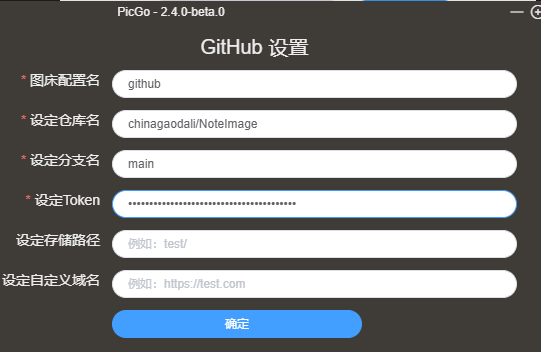 PicGo - 2.4.0-beta.0
GitHub 设置
* 图床配置名 github
* 设定仓库名 chinagaodali/NoteImage
* 设定分支名 main
* 设定Token ••••••••••••••••••••••••••••••••••••••••
设定存储路径 例如：test/
设定自定义域名 例如：https://test.com
确定